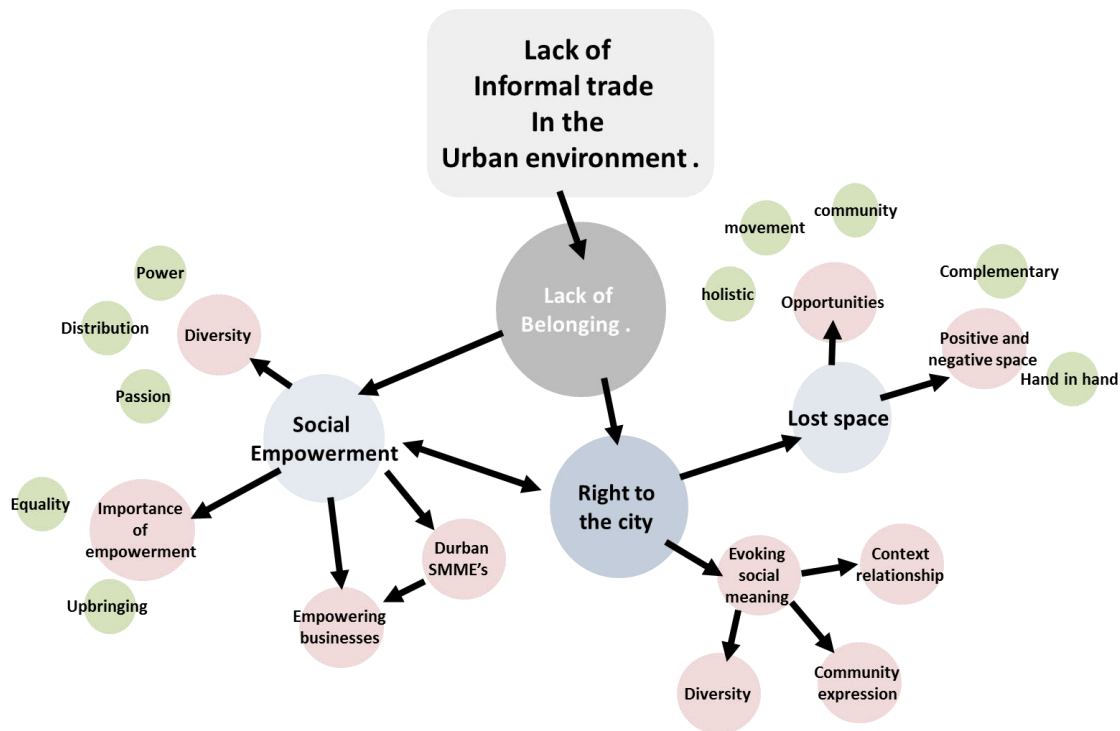 Lack of
Informal trade
In the
Urban environment .
Lack of
Belonging .
community
movement
holistic
Opportunities
Complementary
Positive and
negative space
Hand in hand
Lost space
Power
Distribution
Diversity
Passion
Social
Empowerment
Equality
Importance
of
empowerment
Upbringing
Durban
SMME's
Empowering
businesses
Right to
the city
Evoking
social
meaning
Context
relationship
Community
expression
Diversity